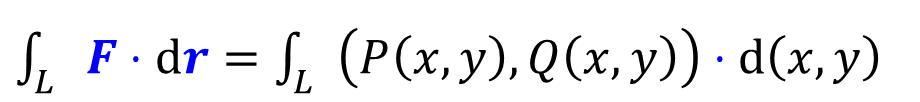 ∫_L F · dr = ∫_L (P(x, y), Q(x, y)) · d(x, y)